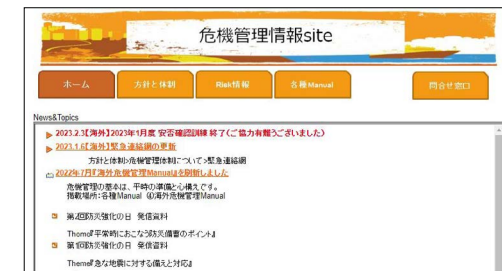 危機管理情報site
ホーム 方針と体制 Risk情報 各種Manual 問合せ窓口
News&Topics
2023.2.3【海外】2023年1月度 安否確認訓練 終了(ご協力有難うございました)
2023.1.6【海外】緊急連絡網の更新
方針と体制>危機管理体制について>緊急連絡網
2022年7月『海外危機管理Manual』を刷新しました
危機管理の基本は、平時の準備と心構えです。
掲載場所:各種Manual ④海外危機管理Manual
第2回防災強化の日 発信資料
Thomo『平常時におこなう防災備蓄のポイント』
第1回防災強化の日 発信資料
Theme『急な地震に対する備えと対応』